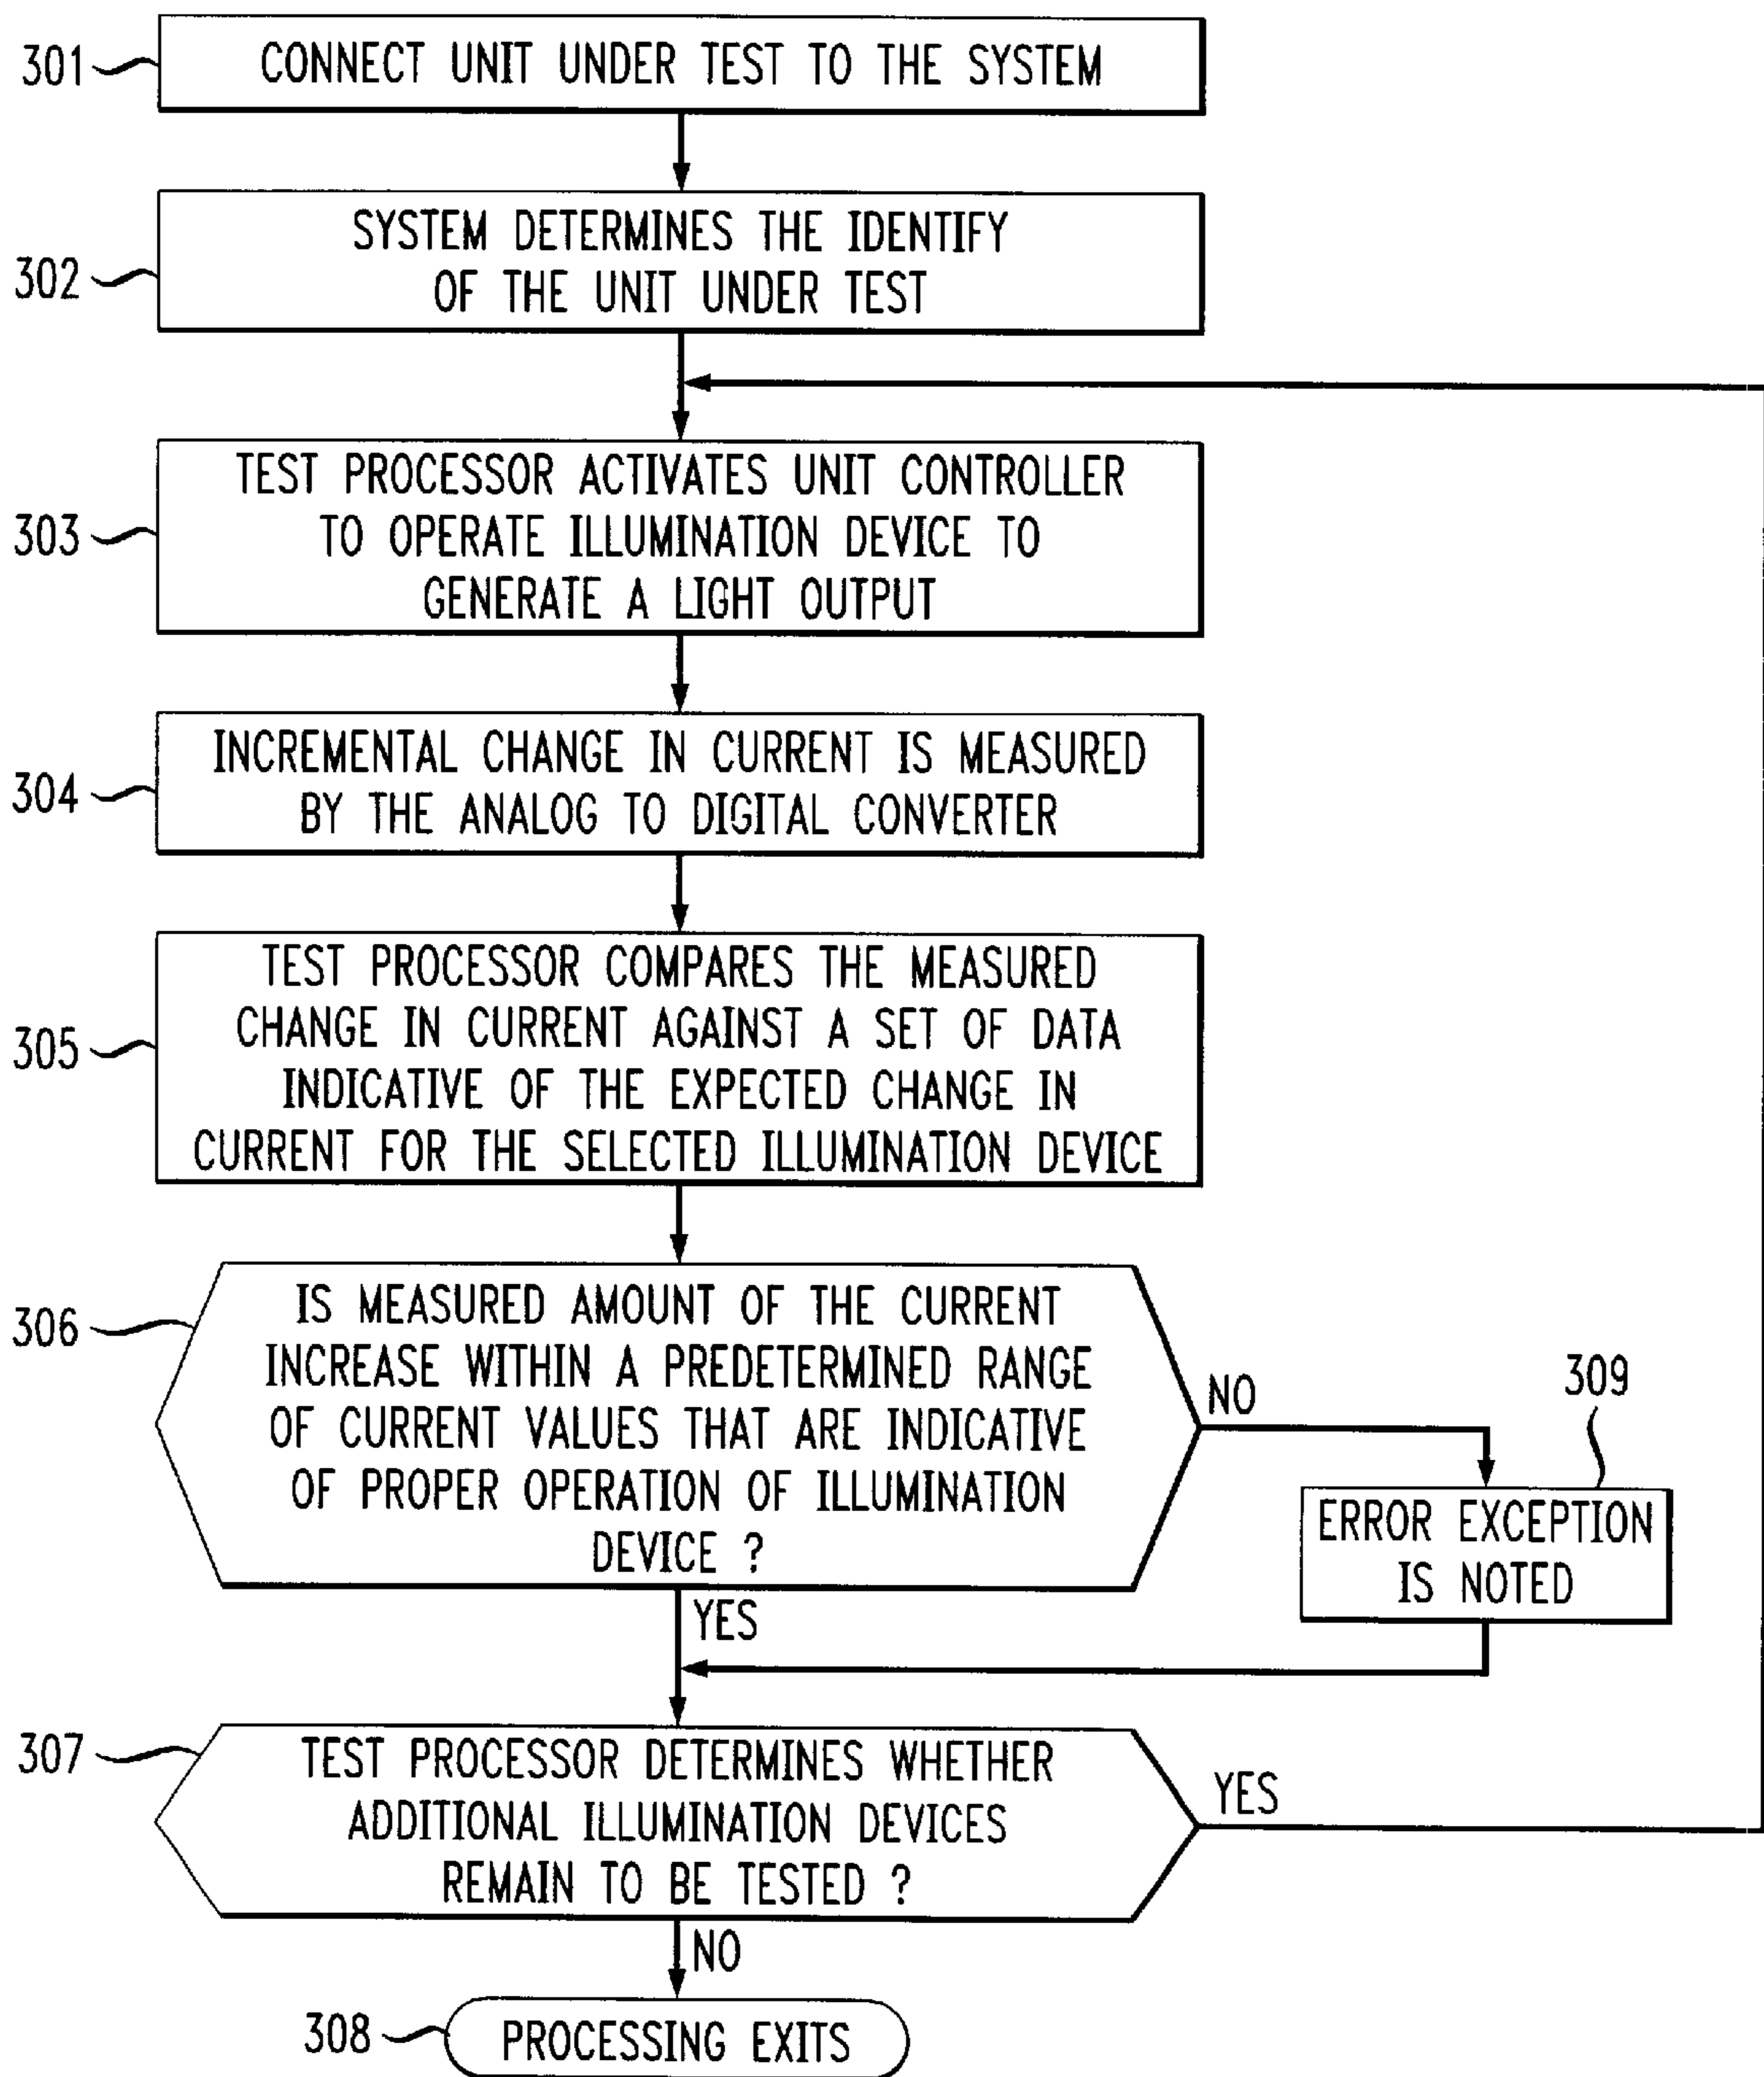 301
CONNECT UNIT UNDER TEST TO THE SYSTEM
302
SYSTEM DETERMINES THE IDENTIFY
OF THE UNIT UNDER TEST
303
TEST PROCESSOR ACTIVATES UNIT CONTROLLER
TO OPERATE ILLUMINATION DEVICE TO
GENERATE A LIGHT OUTPUT
304
INCREMENTAL CHANGE IN CURRENT IS MEASURED
BY THE ANALOG TO DIGITAL CONVERTER
305
TEST PROCESSOR COMPARES THE MEASURED
CHANGE IN CURRENT AGAINST A SET OF DATA
INDICATIVE OF THE EXPECTED CHANGE IN
CURRENT FOR THE SELECTED ILLUMINATION DEVICE
306
IS MEASURED AMOUNT OF THE CURRENT
INCREASE WITHIN A PREDETERMINED RANGE
OF CURRENT VALUES THAT ARE INDICATIVE
OF PROPER OPERATION OF ILLUMINATION
DEVICE ?
NO
309
ERROR EXCEPTION
IS NOTED
YES
307
TEST PROCESSOR DETERMINES WHETHER
ADDITIONAL ILLUMINATION DEVICES
REMAIN TO BE TESTED ?
YES
NO
308
PROCESSING EXITS